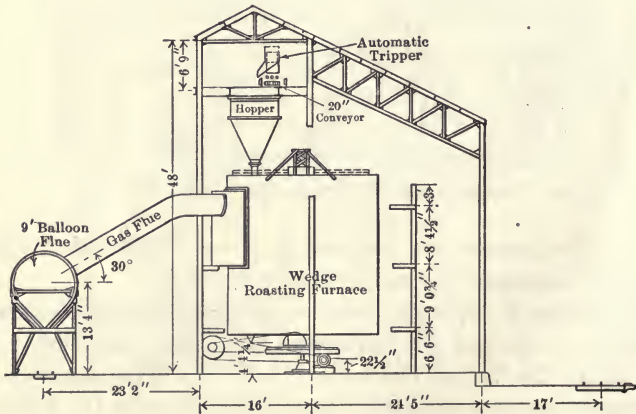 Automatic
Tripper
6' 9"
Hopper
20"
Conveyor
48'
Gas Flue
9' Balloon
Flue
30°
13' 4"
Wedge
Roasting Furnace
3'
8' 4½"
9' 0¾"
6' 6"
22½"
23' 2"
16'
21' 5"
17'